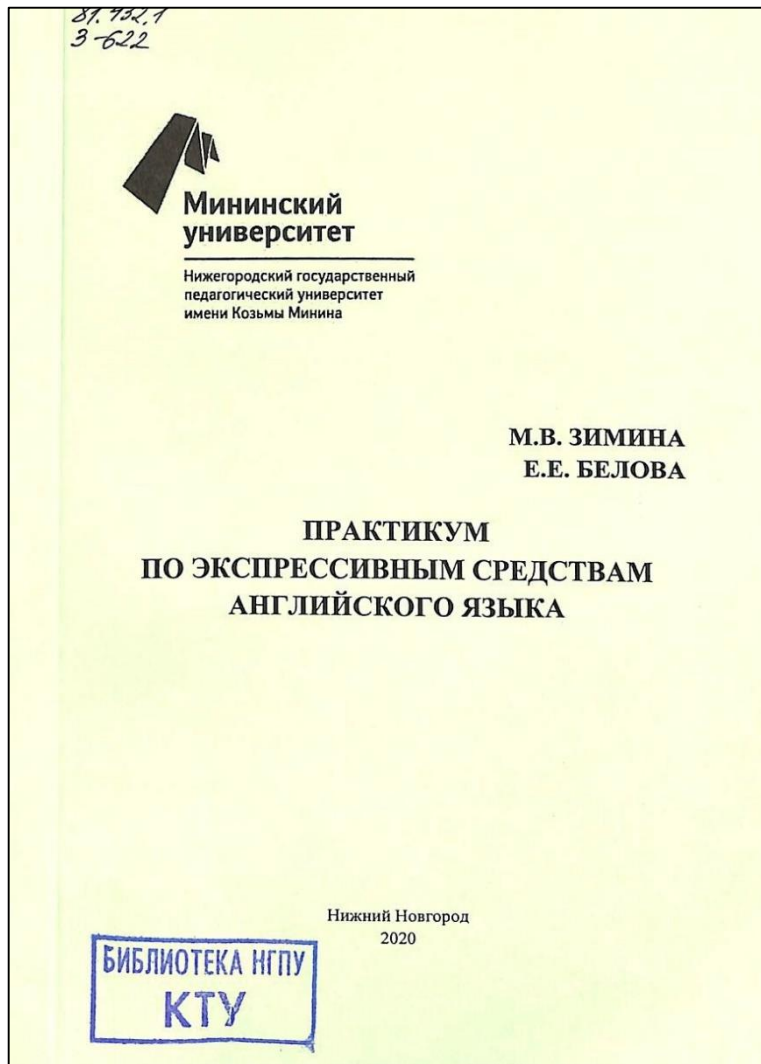 81.432.1
З-622
Мининский
университет
Нижегородский государственный
педагогический университет
имени Козьмы Минина
М.В. ЗИМИНА
Е.Е. БЕЛОВА
ПРАКТИКУМ
ПО ЭКСПРЕССИВНЫМ СРЕДСТВАМ
АНГЛИЙСКОГО ЯЗЫКА
Нижний Новгород
2020
БИБЛИОТЕКА НГПУ
КТУ